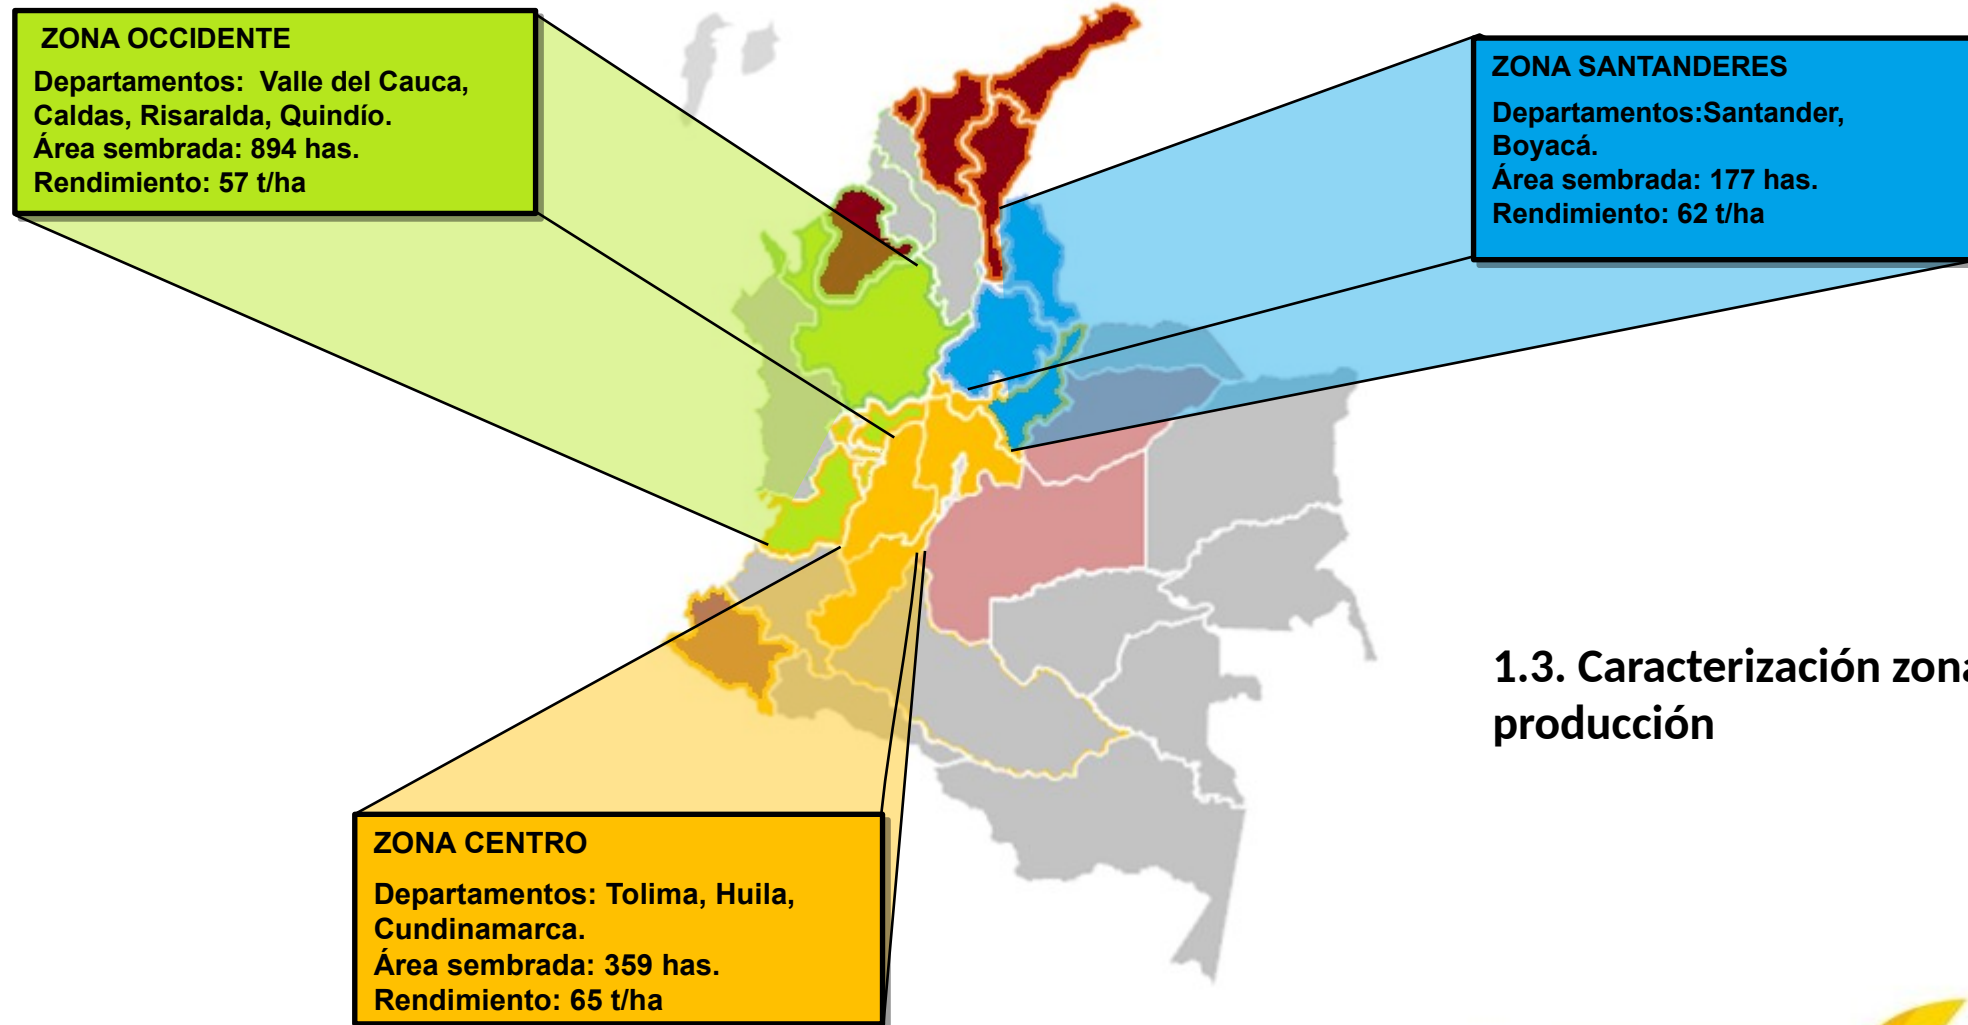 ZONA OCCIDENTE
Departamentos: Valle del Cauca,
Caldas, Risaralda, Quindío.
Área sembrada: 894 has.
Rendimiento: 57 t/ha
ZONA SANTANDERES
Departamentos:Santander,
Boyacá.
Área sembrada: 177 has.
Rendimiento: 62 t/ha
1.3. Caracterización zona
producción
ZONA CENTRO
Departamentos: Tolima, Huila,
Cundinamarca.
Área sembrada: 359 has.
Rendimiento: 65 t/ha